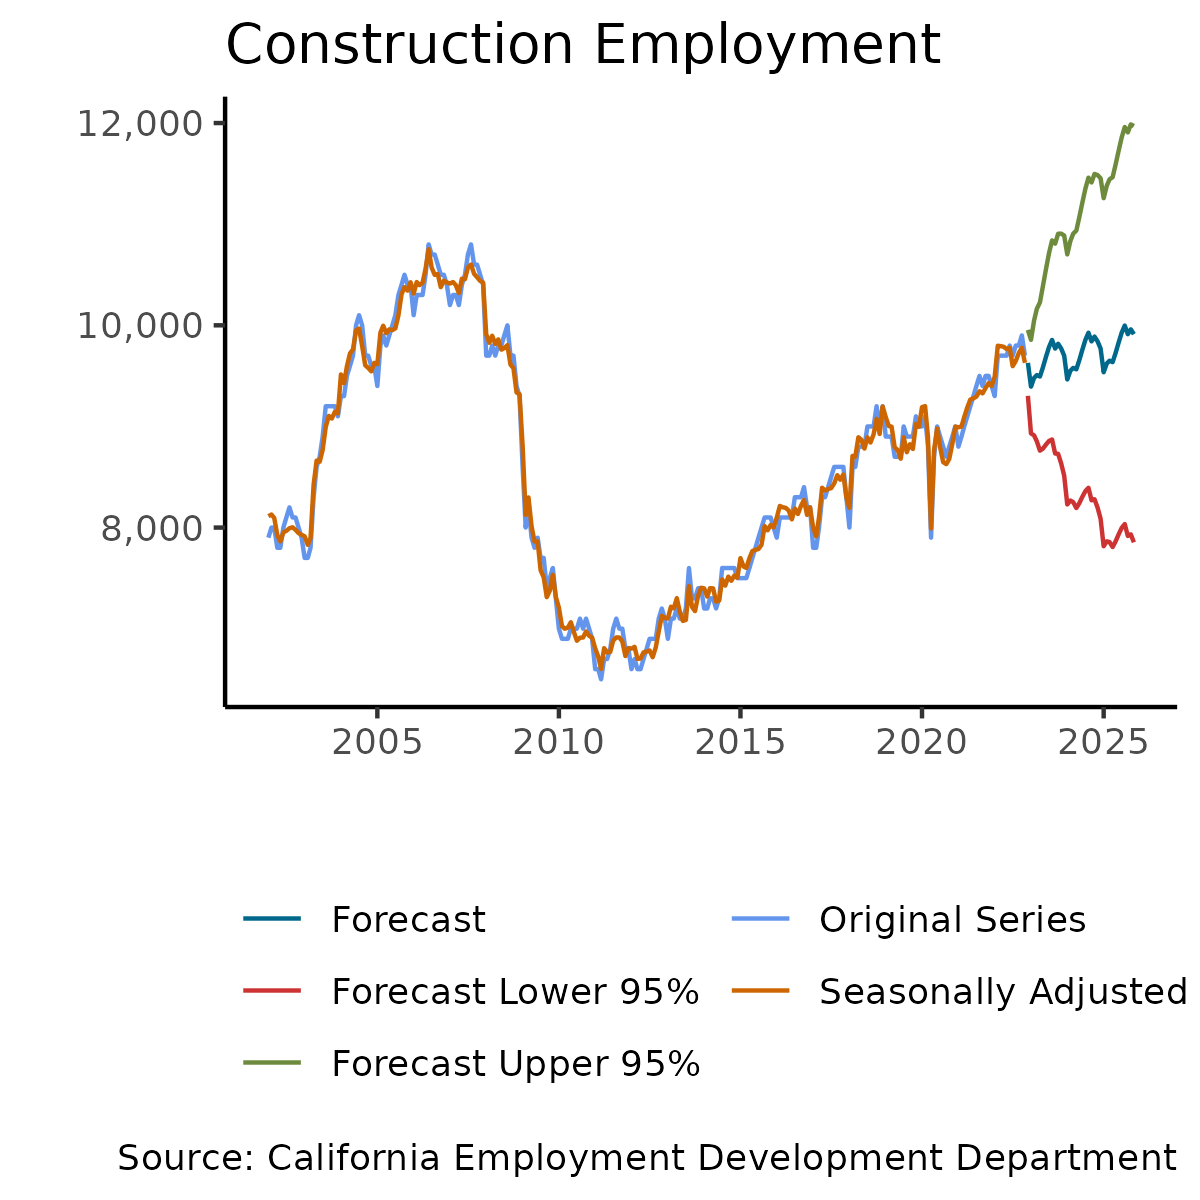 Construction Employment
12,000
10,000
8,000
2005 2010 2015 2020 2025
Forecast
Original Series
Forecast Lower 95%
Seasonally Adjusted
Forecast Upper 95%
Source: California Employment Development Department